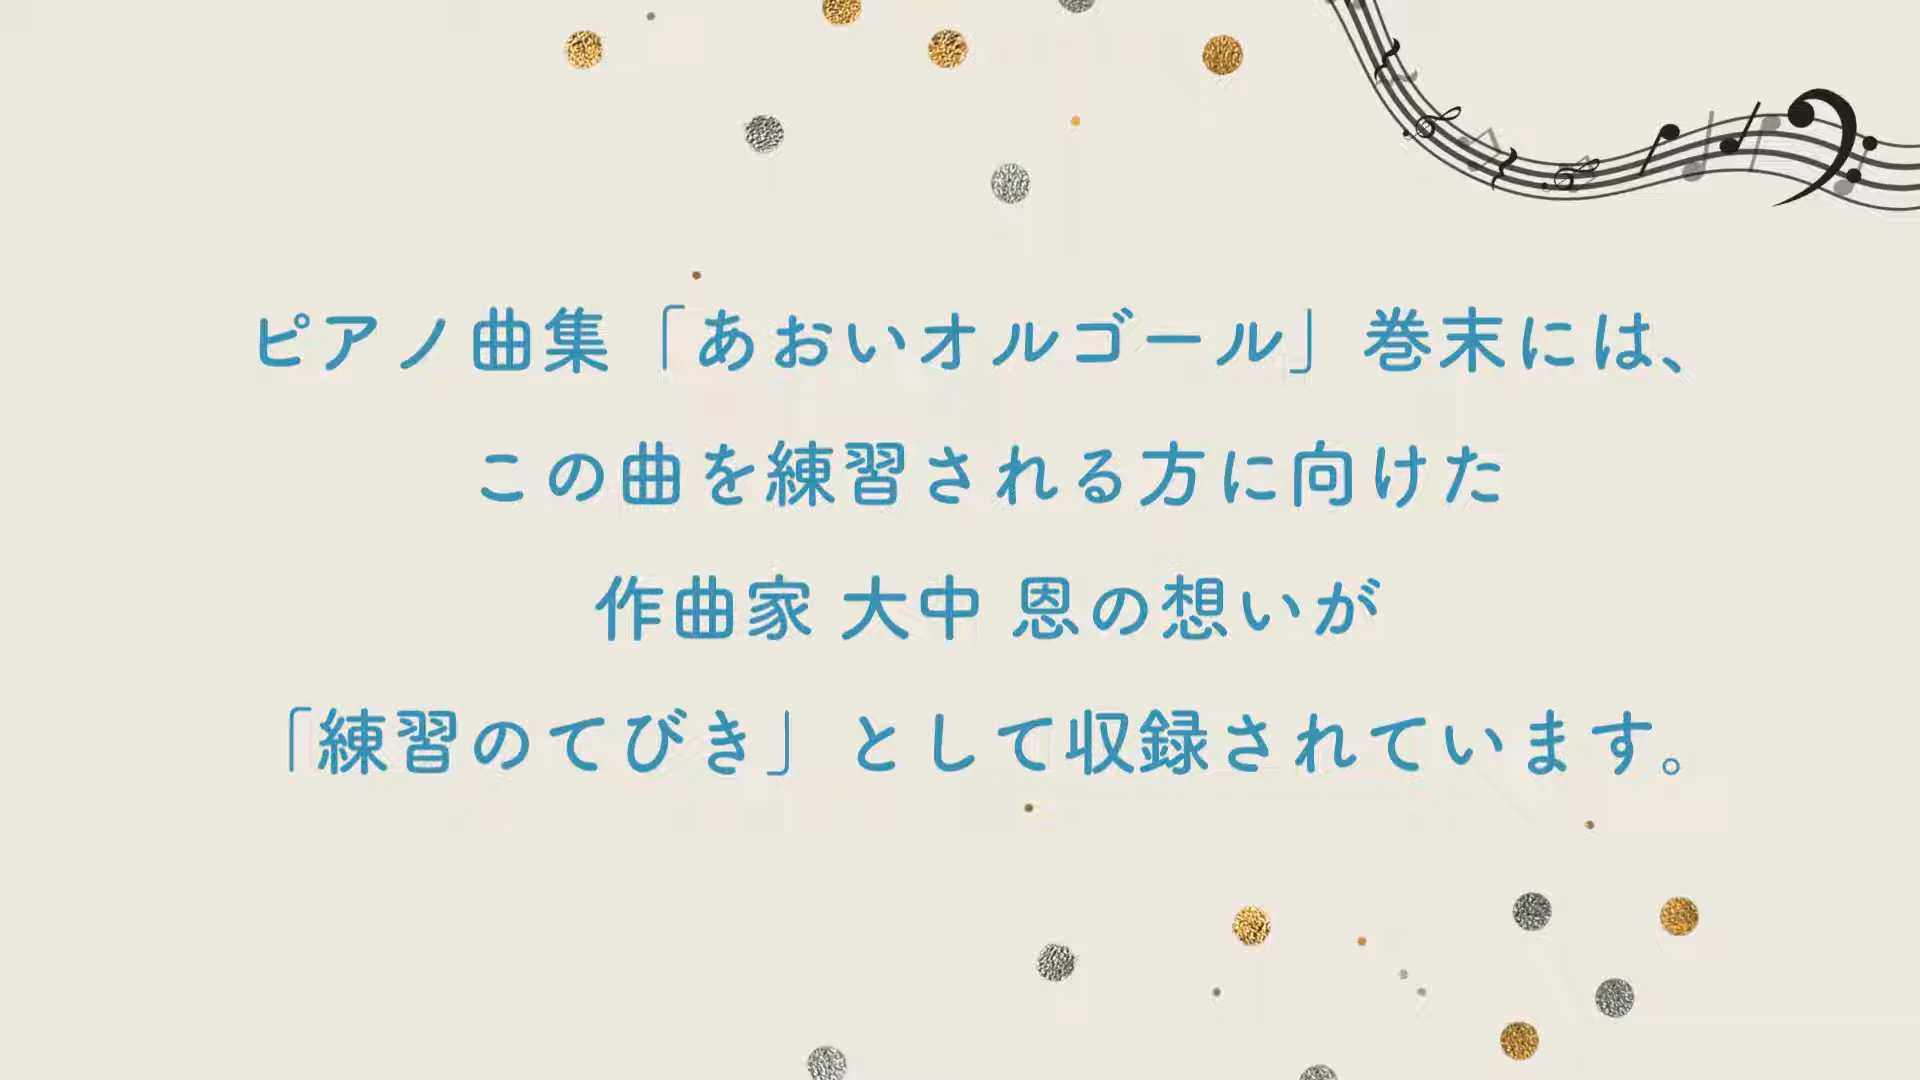 ピアノ曲集「あおいオルゴール」巻末には、
この曲を練習される方に向けた
作曲家 大中 恩の想いが
「練習のてびき」として収録されています。